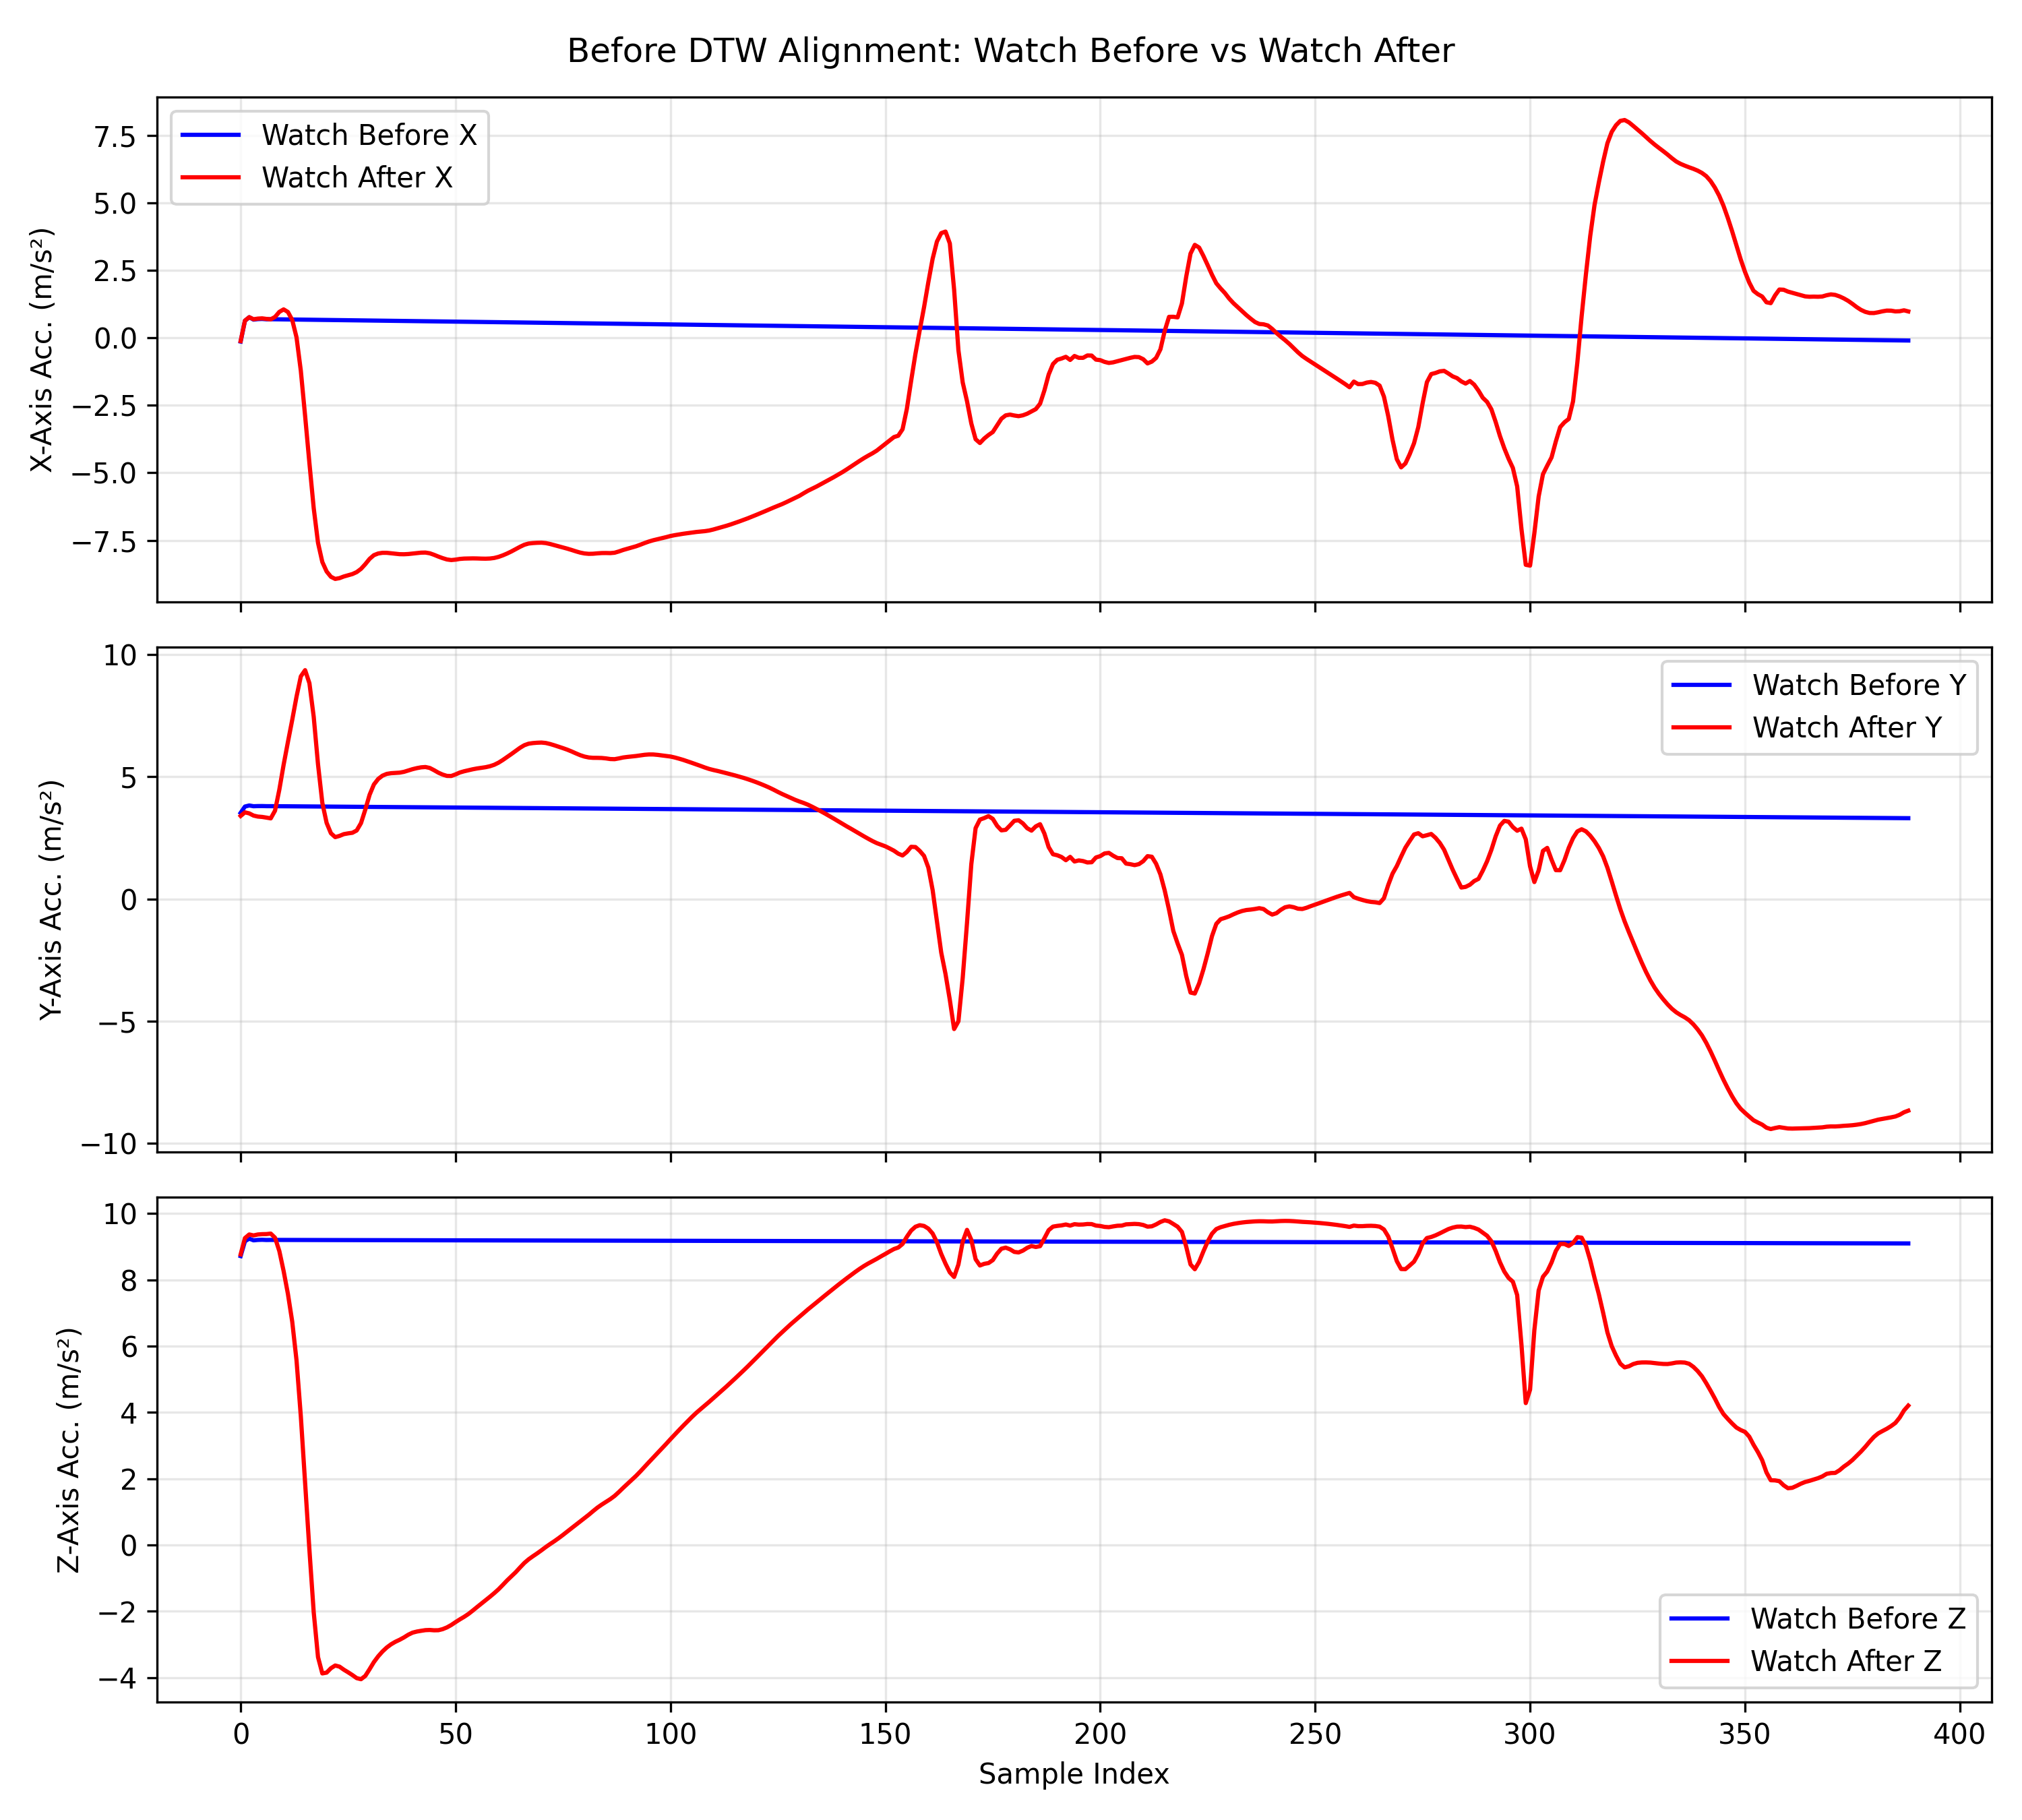 Before DTW Alignment: Watch Before vs Watch After
Watch Before X
Watch After X
X-Axis Acc. (m/s²)
7.5
5.0
2.5
0.0
−2.5
−5.0
−7.5
Watch Before Y
Watch After Y
Y-Axis Acc. (m/s²)
10
5
0
−5
−10
Watch Before Z
Watch After Z
Z-Axis Acc. (m/s²)
10
8
6
4
2
0
−2
−4
0 50 100 150 200 250 300 350 400
Sample Index